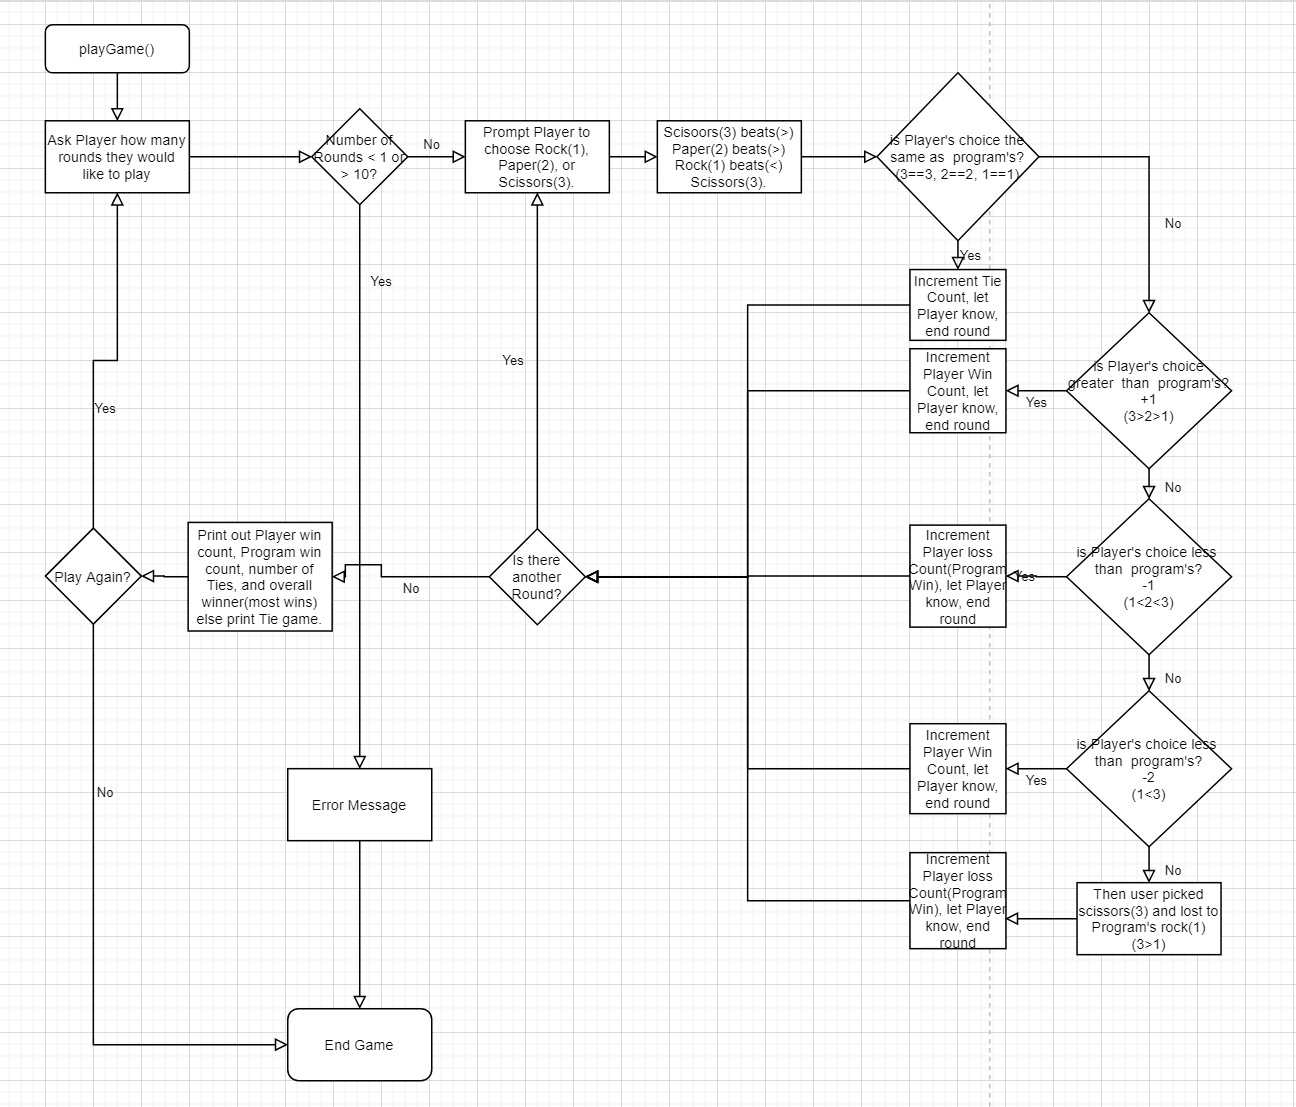 playGame()
Ask Player how many
rounds they would
like to play
Number of
Rounds < 1 or
> 10?
No
Yes
Prompt Player to
choose Rock(1),
Paper(2), or
Scissors(3).
Scisoors(3) beats(>)
Paper(2) beats(>)
Rock(1) beats(<)
Scissors(3).
is Player's choice the
same as program's?
(3==3, 2==2, 1==1)
No
Yes
Increment Tie
Count, let
Player know,
end round
is Player's choice
greater than program's?
+1
(3>2>1)
Yes
Increment
Player Win
Count, let
Player know,
end round
No
is Player's choice less
than program's?
-1
(1<2<3)
Yes
Increment
Player loss
Count(Program
Win), let Player
know, end
round
No
is Player's choice less
than program's?
-2
(1<3)
Yes
Increment
Player Win
Count, let
Player know,
end round
No
Then user picked
scissors(3) and lost to
Program's rock(1)
(3>1)
Increment
Player loss
Count(Program
Win), let Player
know, end
round
Is there
another
Round?
Yes
No
Print out Player win
count, Program win
count, number of
Ties, and overall
winner(most wins)
else print Tie game.
Play Again?
Yes
No
Error Message
End Game